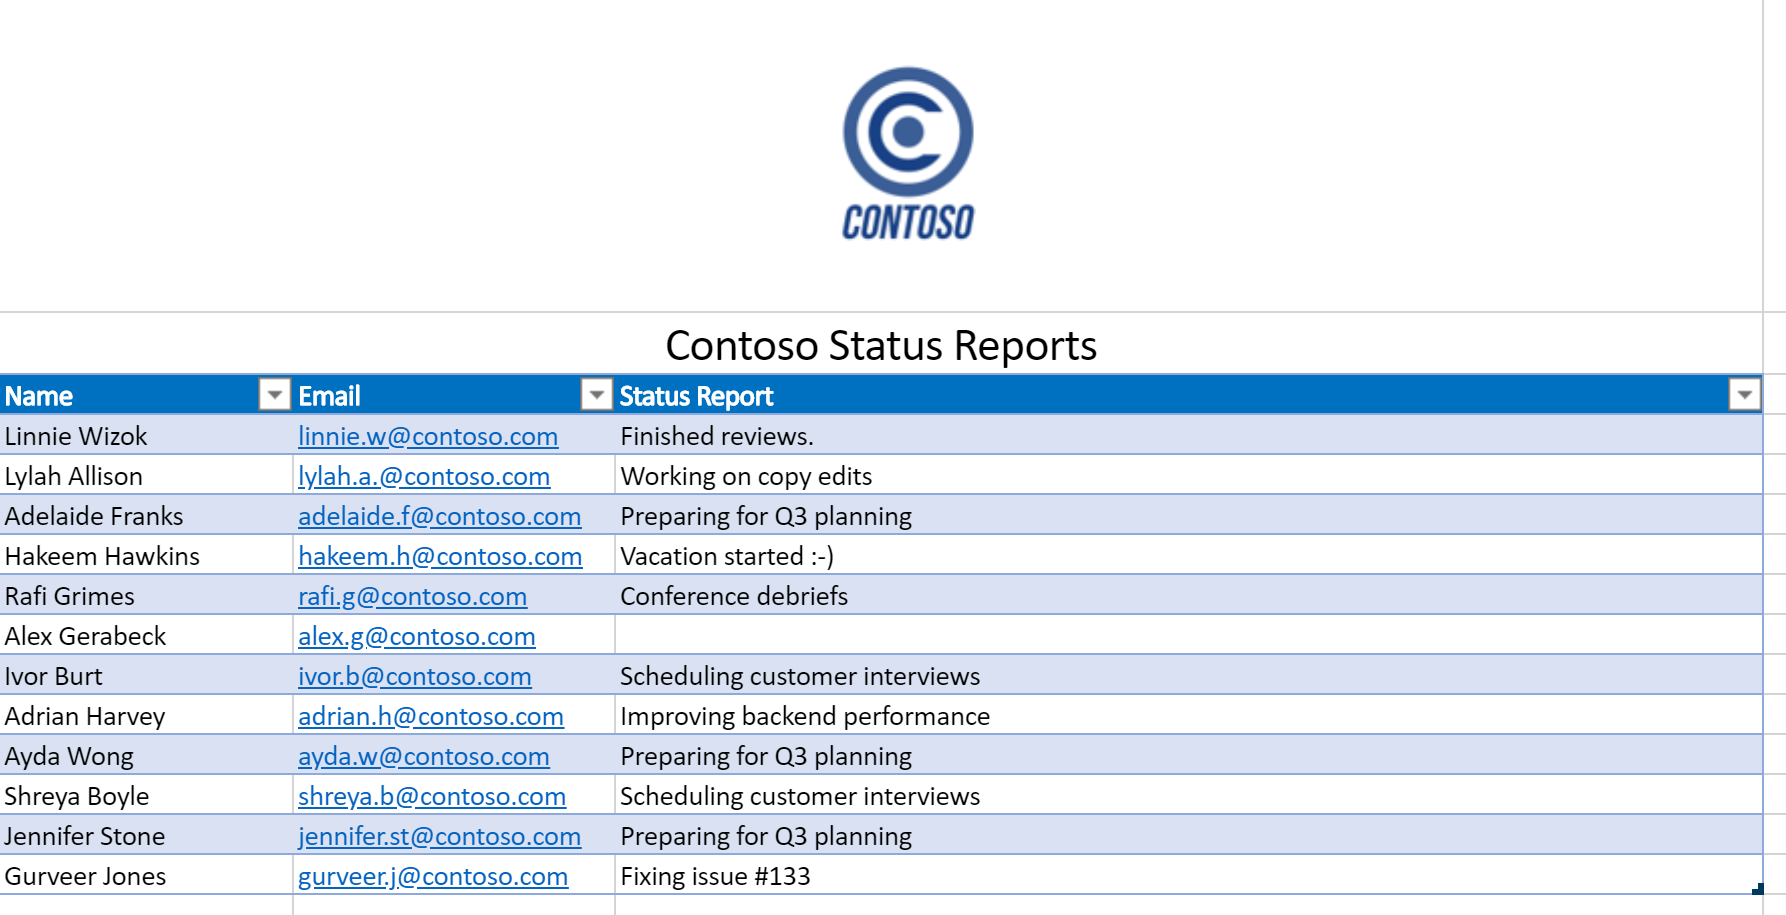 CONTOSO
Contoso Status Reports
Name Email Status Report
Linnie Wizok linnie.w@contoso.com Finished reviews.
Lylah Allison lylah.a.@contoso.com Working on copy edits
Adelaide Franks adelaide.f@contoso.com Preparing for Q3 planning
Hakeem Hawkins hakeem.h@contoso.com Vacation started :-)
Rafi Grimes rafi.g@contoso.com Conference debriefs
Alex Gerabeck alex.g@contoso.com
Ivor Burt ivor.b@contoso.com Scheduling customer interviews
Adrian Harvey adrian.h@contoso.com Improving backend performance
Ayda Wong ayda.w@contoso.com Preparing for Q3 planning
Shreya Boyle shreya.b@contoso.com Scheduling customer interviews
Jennifer Stone jennifer.st@contoso.com Preparing for Q3 planning
Gurveer Jones gurveer.j@contoso.com Fixing issue #133